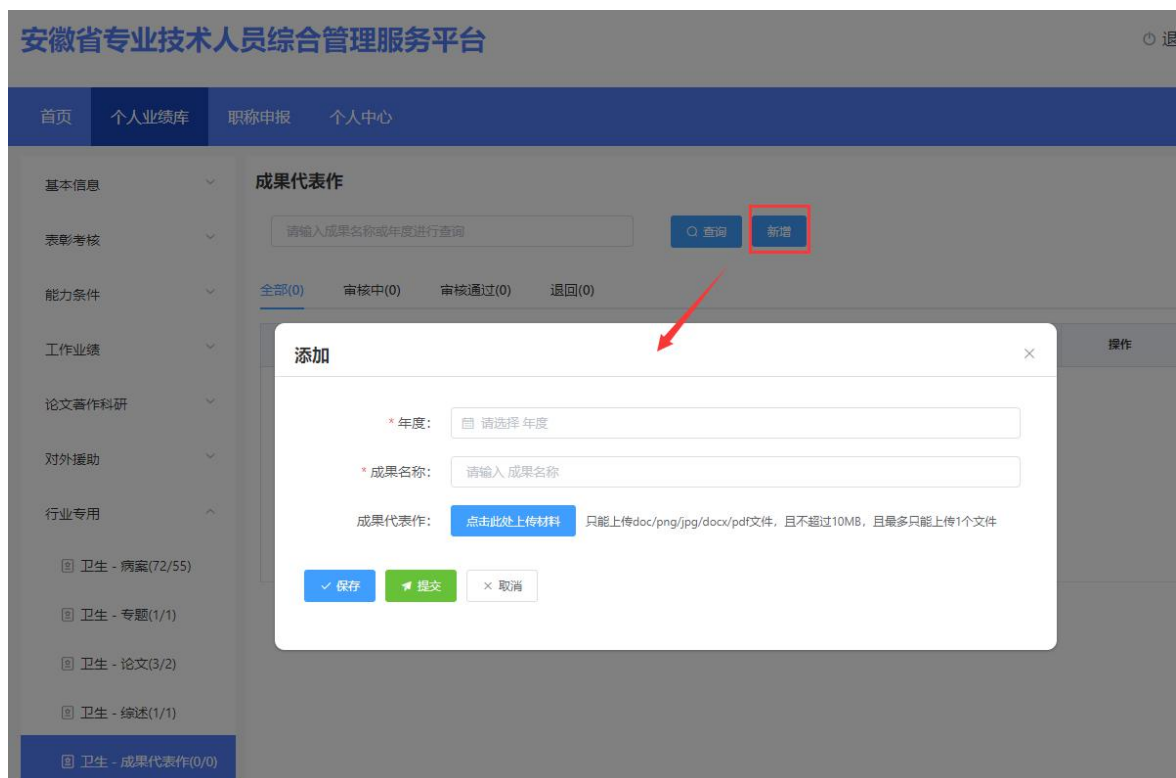 安徽省专业技术人员综合管理服务平台
退
首页 个人业绩库 职称申报 个人中心
基本信息
表彰考核
能力条件
工作业绩
论文著作科研
对外援助
行业专用
卫生 - 病案(72/55)
卫生 - 专题(1/1)
卫生 - 论文(3/2)
卫生 - 综述(1/1)
卫生 - 成果代表作(0/0)
成果代表作
请输入成果名称或年度进行查询 查询 新增
全部(0) 审核中(0) 审核通过(0) 退回(0)
操作
添加
* 年度: 请选择 年度
* 成果名称: 请输入 成果名称
成果代表作: 点击此处上传材料 只能上传doc/png/jpg/docx/pdf文件，且不超过10MB，且最多只能上传1个文件
保存 提交 取消